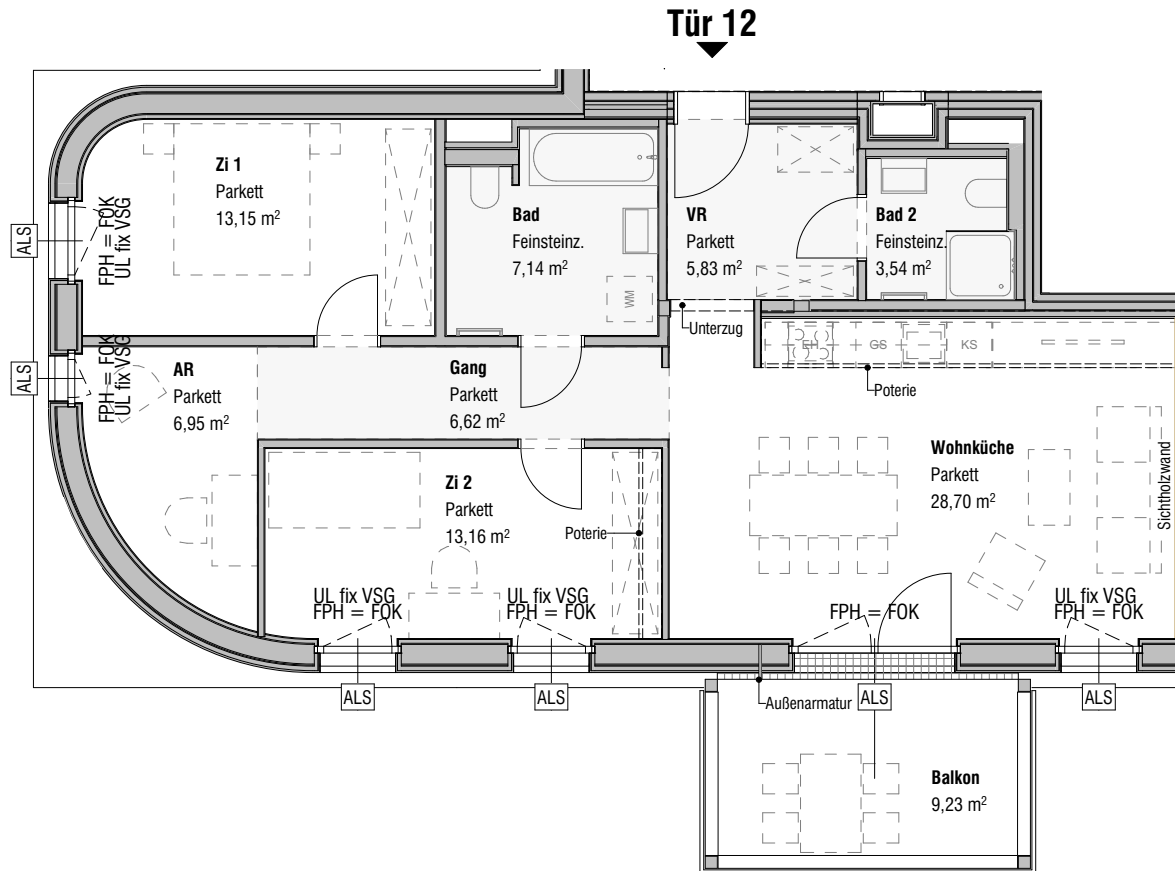 Tür 12
Zi 1
Parkett
13,15 m²
Bad
Feinsteinz.
7,14 m²
VR
Parkett
5,83 m²
Bad 2
Feinsteinz.
3,54 m²
WM
ALS
FPH = FOK
UL fix VSG
Unterzug
EH
GS
KS
Poterie
ALS
FPH = FOK
UL fix VSG
AR
Parkett
6,95 m²
Gang
Parkett
6,62 m²
Wohnküche
Parkett
28,70 m²
Sichtholzwand
Zi 2
Parkett
13,16 m²
Poterie
UL fix VSG
FPH = FOK
UL fix VSG
FPH = FOK
FPH = FOK
UL fix VSG
FPH = FOK
ALS
ALS
Außenarmatur
ALS
ALS
Balkon
9,23 m²